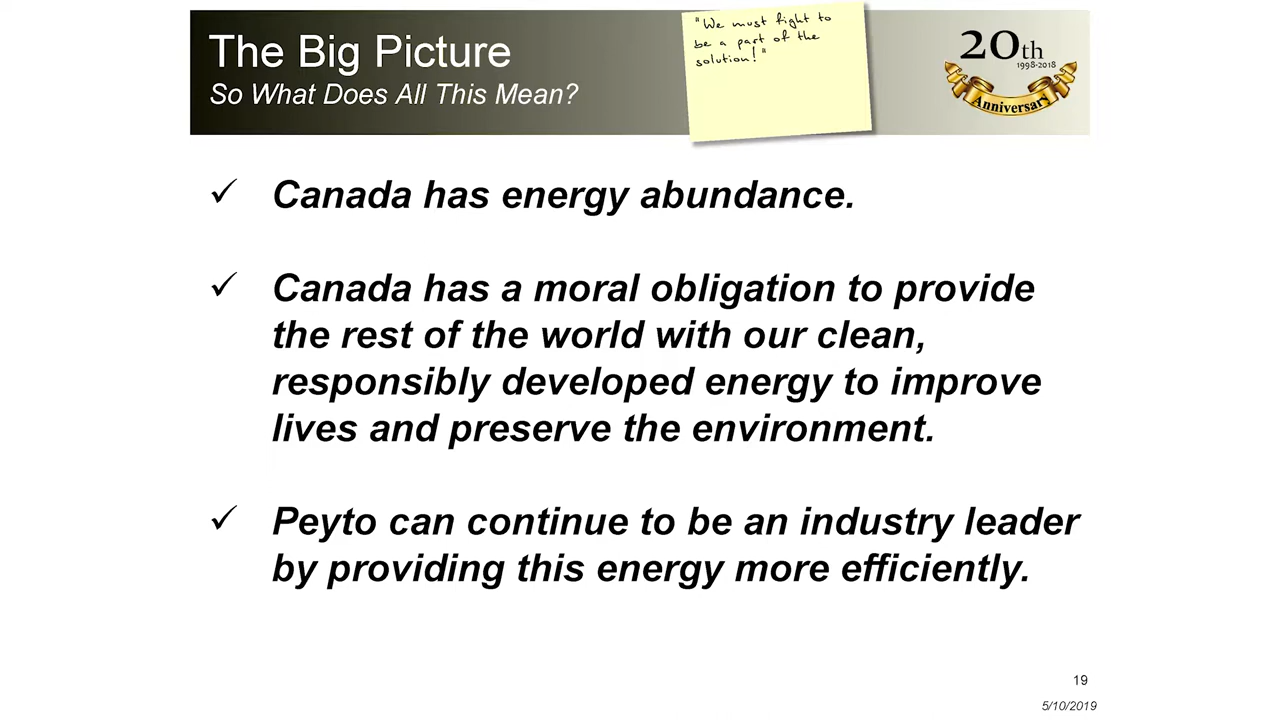 The Big Picture
So What Does All This Mean?
"We must fight to
be a part of the
solution!"
20th
1998-2018
Anniversary
✓ Canada has energy abundance.
✓ Canada has a moral obligation to provide
the rest of the world with our clean,
responsibly developed energy to improve
lives and preserve the environment.
✓ Peyto can continue to be an industry leader
by providing this energy more efficiently.
19
5/10/2019